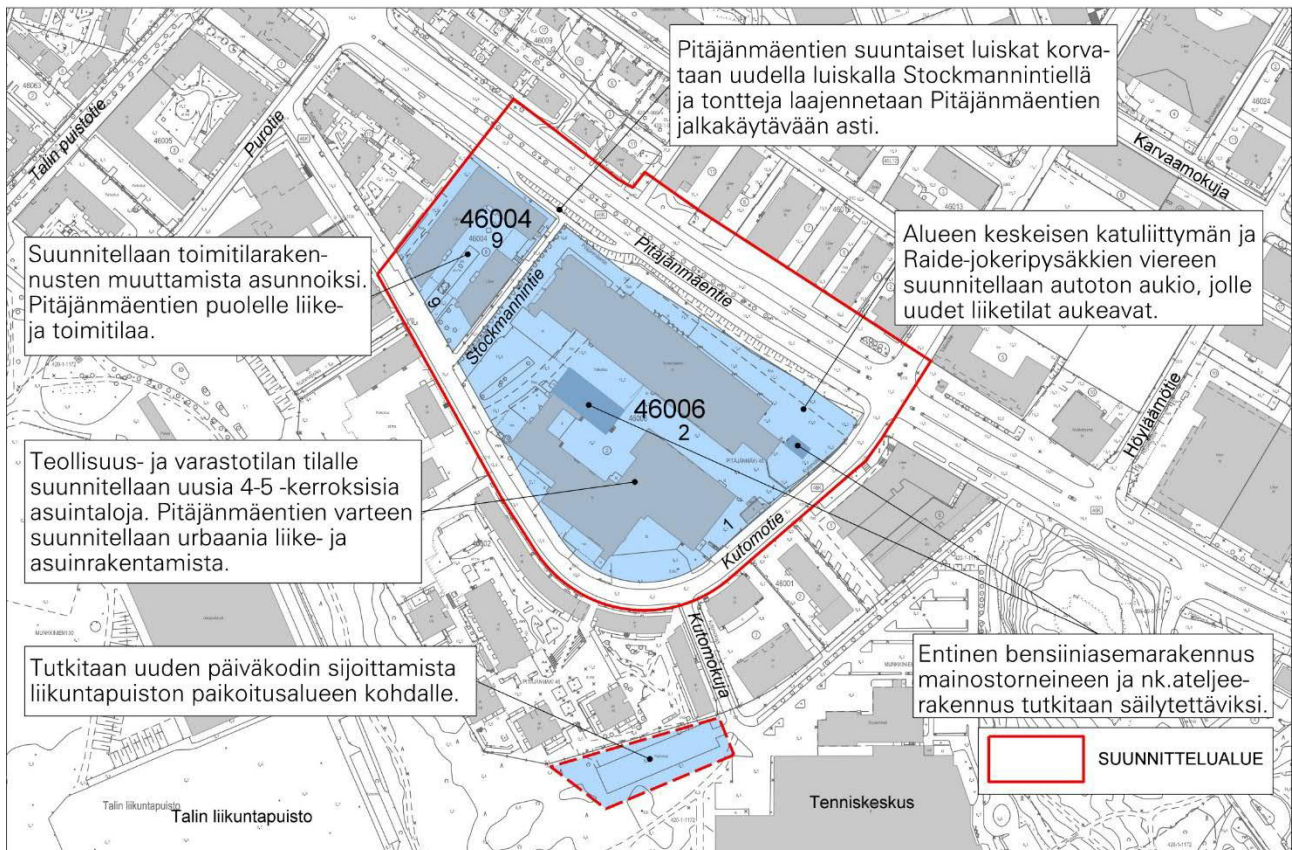 Pitäjänmäentien suuntaiset luiskat korva-
taan uudella luiskalla Stockmannintiellä
ja tontteja laajennetaan Pitäjänmäentien
jalkakäytävään asti.
Talin puistotie
Purotie
Karvaamokuja
46004
9
Suunnitellaan toimitilaraken-
nusten muuttamista asunnoiksi.
Pitäjänmäentien puolelle liike-
ja toimitilaa.
Pitäjänmäentie
Alueen keskeisen katuliittymän ja
Raide-jokeripysäkkien viereen
suunnitellaan autoton aukio, jolle
uudet liiketilat aukeavat.
9
Stockmannintie
46006
2
Höyläämötie
Teollisuus- ja varastotilan tilalle
suunnitellaan uusia 4-5 -kerroksisia
asuintaloja. Pitäjänmäentien varteen
suunnitellaan urbaania liike- ja
asuinrakentamista.
1
Kutomotie
Kutomokuja
Tutkitaan uuden päiväkodin sijoittamista
liikuntapuiston paikoitusalueen kohdalle.
Entinen bensiiniasemarakennus
mainostorneineen ja nk.ateljee-
rakennus tutkitaan säilytettäviksi.
SUUNNITTELUALUE
Talin liikuntapuisto
Talin liikuntapuisto
Tenniskeskus